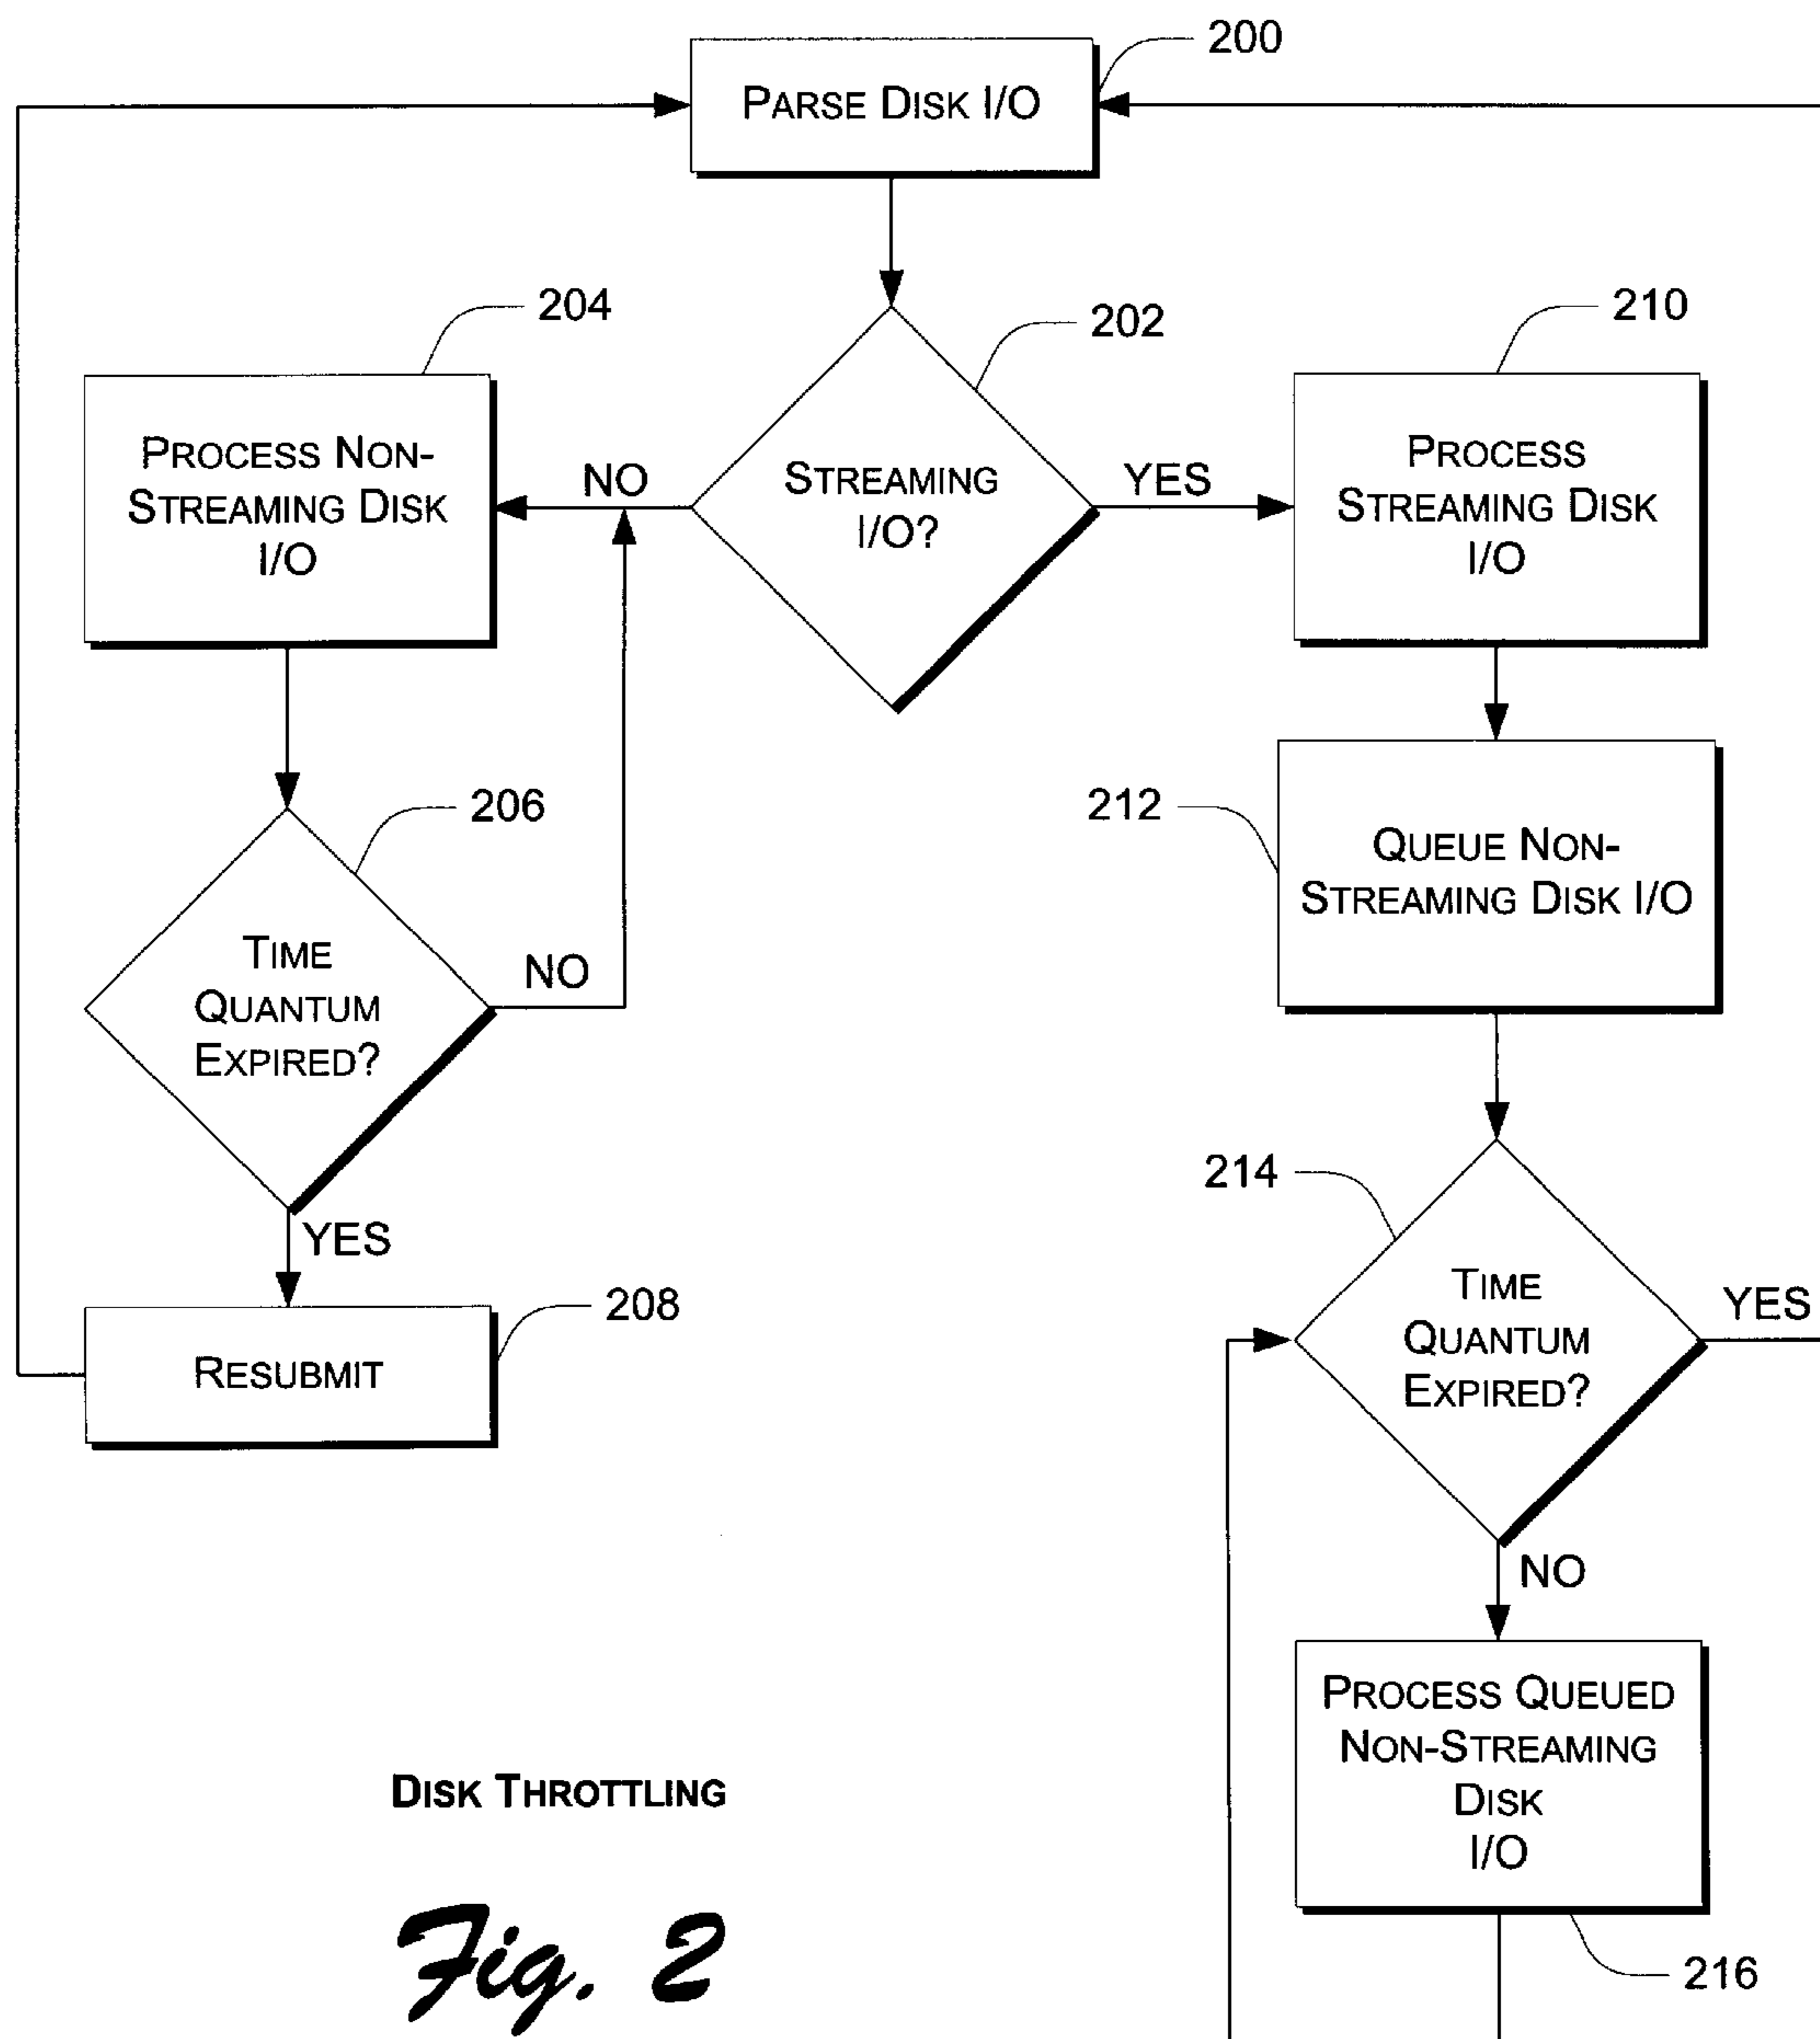 200
PARSE DISK I/O
204
202
210
PROCESS NON-
STREAMING DISK
I/O
NO
STREAMING
I/O?
YES
PROCESS
STREAMING DISK
I/O
206
212
QUEUE NON-
STREAMING DISK I/O
TIME
QUANTUM
EXPIRED?
NO
YES
214
TIME
QUANTUM
EXPIRED?
YES
208
RESUBMIT
NO
PROCESS QUEUED
NON-STREAMING
DISK
I/O
DISK THROTTLING
Fig. 2
216